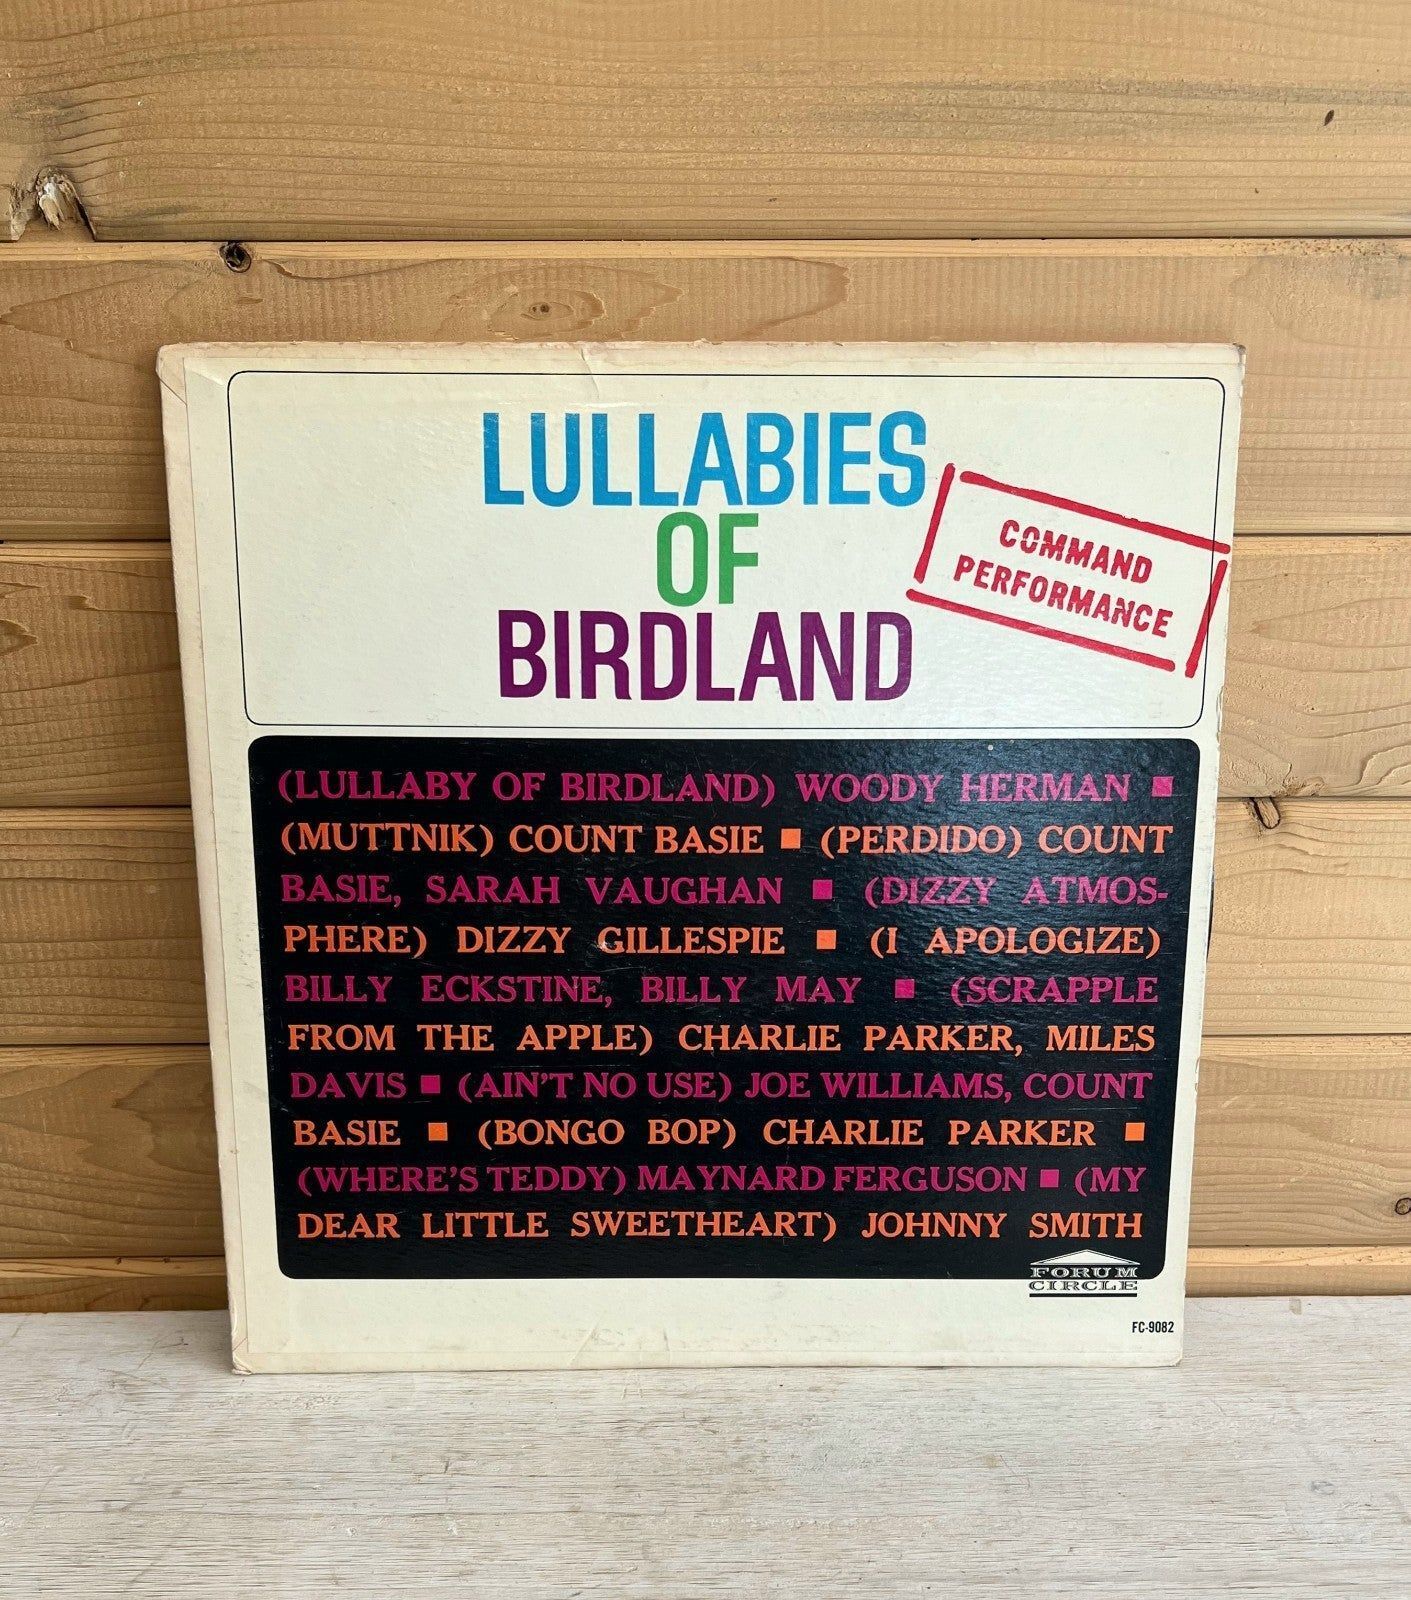 LULLABIES
OF
BIRDLAND
COMMAND
PERFORMANCE
(LULLABY OF BIRDLAND) WOODY HERMAN ■
(MUTTNIK) COUNT BASIE ■ (PERDIDO) COUNT
BASIE, SARAH VAUGHAN ■ (DIZZY ATMOS-
PHERE) DIZZY GILLESPIE ■ (I APOLOGIZE)
BILLY ECKSTINE, BILLY MAY ■ (SCRAPPLE
FROM THE APPLE) CHARLIE PARKER, MILES
DAVIS ■ (AIN'T NO USE) JOE WILLIAMS, COUNT
BASIE ■ (BONGO BOP) CHARLIE PARKER ■
(WHERE'S TEDDY) MAYNARD FERGUSON ■ (MY
DEAR LITTLE SWEETHEART) JOHNNY SMITH
FORUM
CIRCLE
FC-9082